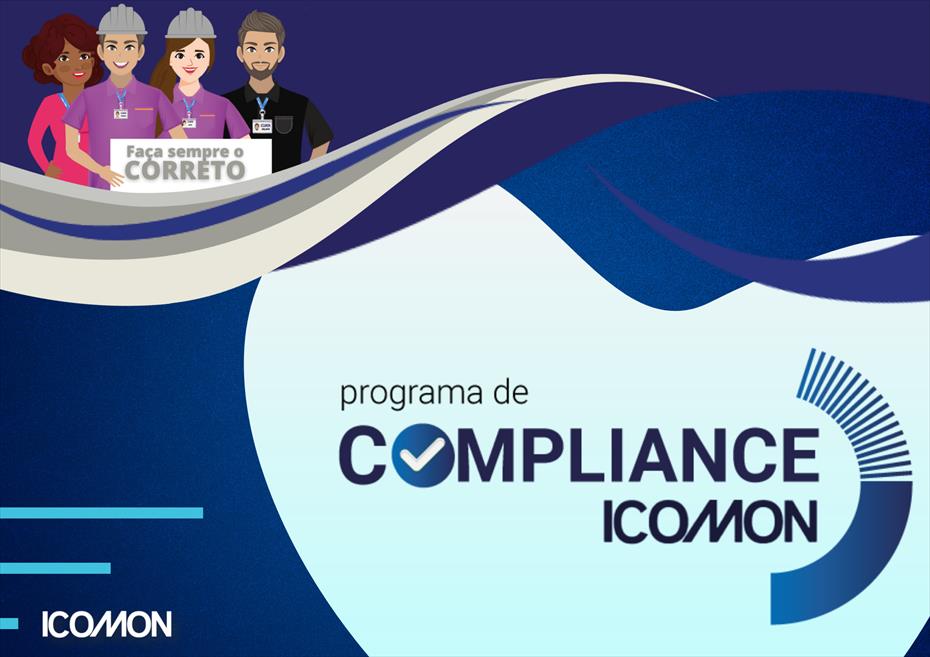 Faça sempre o
CORRETO
programa de
COMPLIANCE
ICOMON
ICOMON